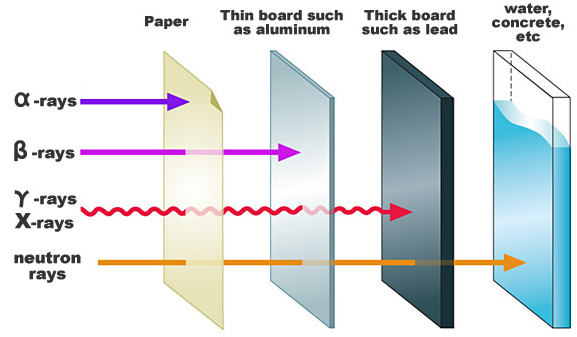 Paper
Thin board such
as aluminum
Thick board
such as lead
water,
concrete,
etc
α -rays
β -rays
γ -rays
X-rays
neutron
rays